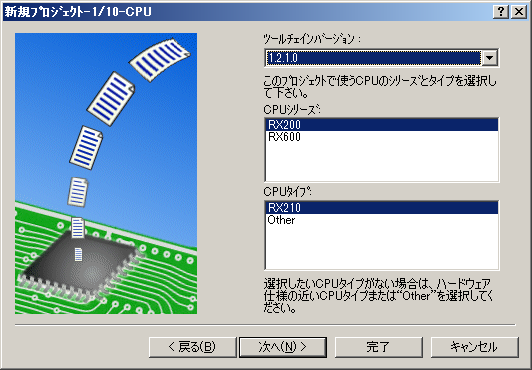 新規ﾌﾟﾛｼﾞｪｸﾄ-1/10-CPU
ﾂｰﾙﾁｪｲﾝﾊﾞｰｼﾞｮﾝ :
1.2.1.0
このﾌﾟﾛｼﾞｪｸﾄで使うCPUのｼﾘｰｽﾞとﾀｲﾌﾟを選択し
て下さい。
CPUｼﾘｰｽﾞ:
RX200
RX600
CPUﾀｲﾌﾟ:
RX210
Other
選択したいCPUﾀｲﾌﾟがない場合は、ﾊｰﾄﾞｳｪｱ
仕様の近いCPUﾀｲﾌﾟまたは“Other”を選択してく
ださい。
< 戻る(B)
次へ(N) >
完了
ｷｬﾝｾﾙ